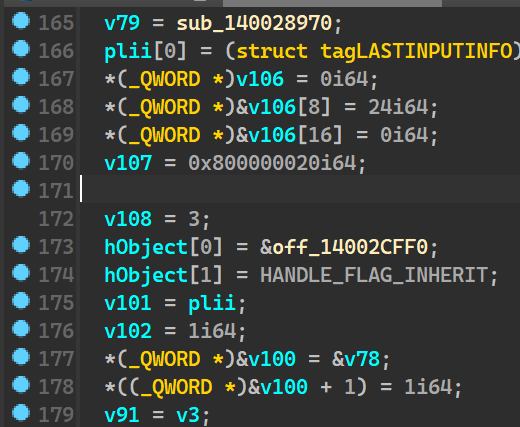 165 v79 = sub_140028970;
166 plii[0] = (struct tagLASTINPUTINFO)
167 *(_QWORD *)v106 = 0i64;
168 *(_QWORD *)&v106[8] = 24i64;
169 *(_QWORD *)&v106[16] = 0i64;
170 v107 = 0x800000020i64;
171
172 v108 = 3;
173 hObject[0] = &off_14002CFF0;
174 hObject[1] = HANDLE_FLAG_INHERIT;
175 v101 = plii;
176 v102 = 1i64;
177 *(_QWORD *)&v100 = &v78;
178 *((_QWORD *)&v100 + 1) = 1i64;
179 v91 = v3;